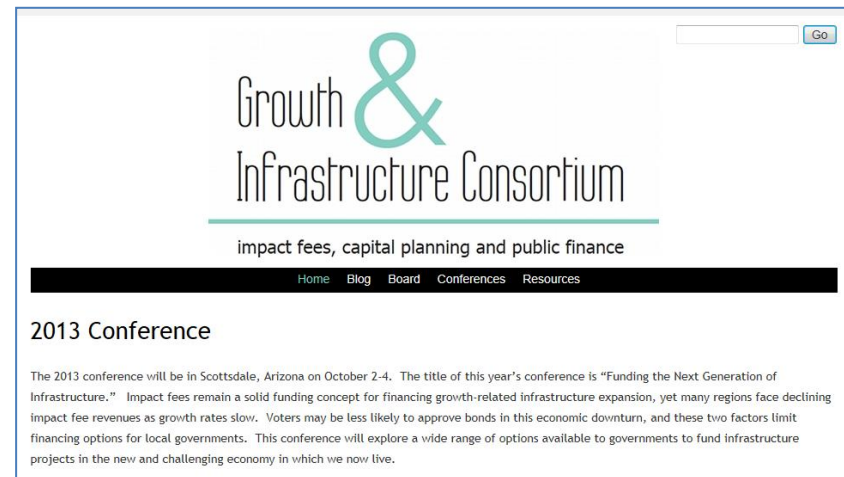 Go
Growth &
Infrastructure Consortium
impact fees, capital planning and public finance
Home Blog Board Conferences Resources
2013 Conference
The 2013 conference will be in Scottsdale, Arizona on October 2-4. The title of this year’s conference is “Funding the Next Generation of
Infrastructure.” Impact fees remain a solid funding concept for financing growth-related infrastructure expansion, yet many regions face declining
impact fee revenues as growth rates slow. Voters may be less likely to approve bonds in this economic downturn, and these two factors limit
financing options for local governments. This conference will explore a wide range of options available to governments to fund infrastructure
projects in the new and challenging economy in which we now live.